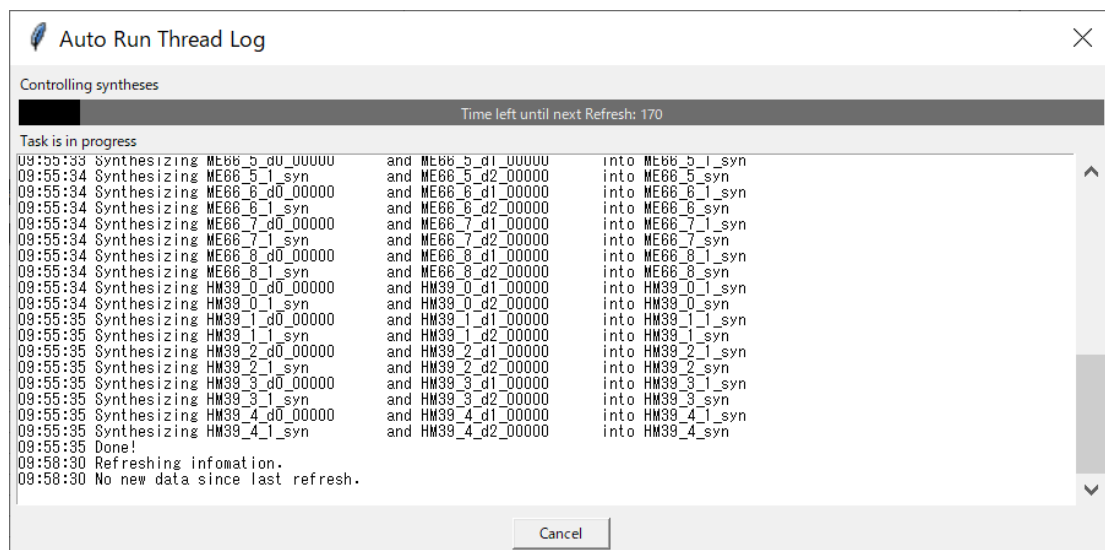 Auto Run Thread Log
Controlling syntheses
Time left until next Refresh: 170
Task is in progress
09:55:33 Synthesizing ME66_5_d0_00000 and ME66_5_d1_00000 into ME66_5_1_syn
09:55:34 Synthesizing ME66_5_1_syn and ME66_5_d2_00000 into ME66_5_syn
09:55:34 Synthesizing ME66_6_d0_00000 and ME66_6_d1_00000 into ME66_6_1_syn
09:55:34 Synthesizing ME66_6_1_syn and ME66_6_d2_00000 into ME66_6_syn
09:55:34 Synthesizing ME66_7_d0_00000 and ME66_7_d1_00000 into ME66_7_1_syn
09:55:34 Synthesizing ME66_7_1_syn and ME66_7_d2_00000 into ME66_7_syn
09:55:34 Synthesizing ME66_8_d0_00000 and ME66_8_d1_00000 into ME66_8_1_syn
09:55:34 Synthesizing ME66_8_1_syn and ME66_8_d2_00000 into ME66_8_syn
09:55:34 Synthesizing HM39_0_d0_00000 and HM39_0_d1_00000 into HM39_0_1_syn
09:55:34 Synthesizing HM39_0_1_syn and HM39_0_d2_00000 into HM39_0_syn
09:55:35 Synthesizing HM39_1_d0_00000 and HM39_1_d1_00000 into HM39_1_1_syn
09:55:35 Synthesizing HM39_1_1_syn and HM39_1_d2_00000 into HM39_1_syn
09:55:35 Synthesizing HM39_2_d0_00000 and HM39_2_d1_00000 into HM39_2_1_syn
09:55:35 Synthesizing HM39_2_1_syn and HM39_2_d2_00000 into HM39_2_syn
09:55:35 Synthesizing HM39_3_d0_00000 and HM39_3_d1_00000 into HM39_3_1_syn
09:55:35 Synthesizing HM39_3_1_syn and HM39_3_d2_00000 into HM39_3_syn
09:55:35 Synthesizing HM39_4_d0_00000 and HM39_4_d1_00000 into HM39_4_1_syn
09:55:35 Synthesizing HM39_4_1_syn and HM39_4_d2_00000 into HM39_4_syn
09:55:35 Done!
09:58:30 Refreshing infomation.
09:58:30 No new data since last refresh.
Cancel